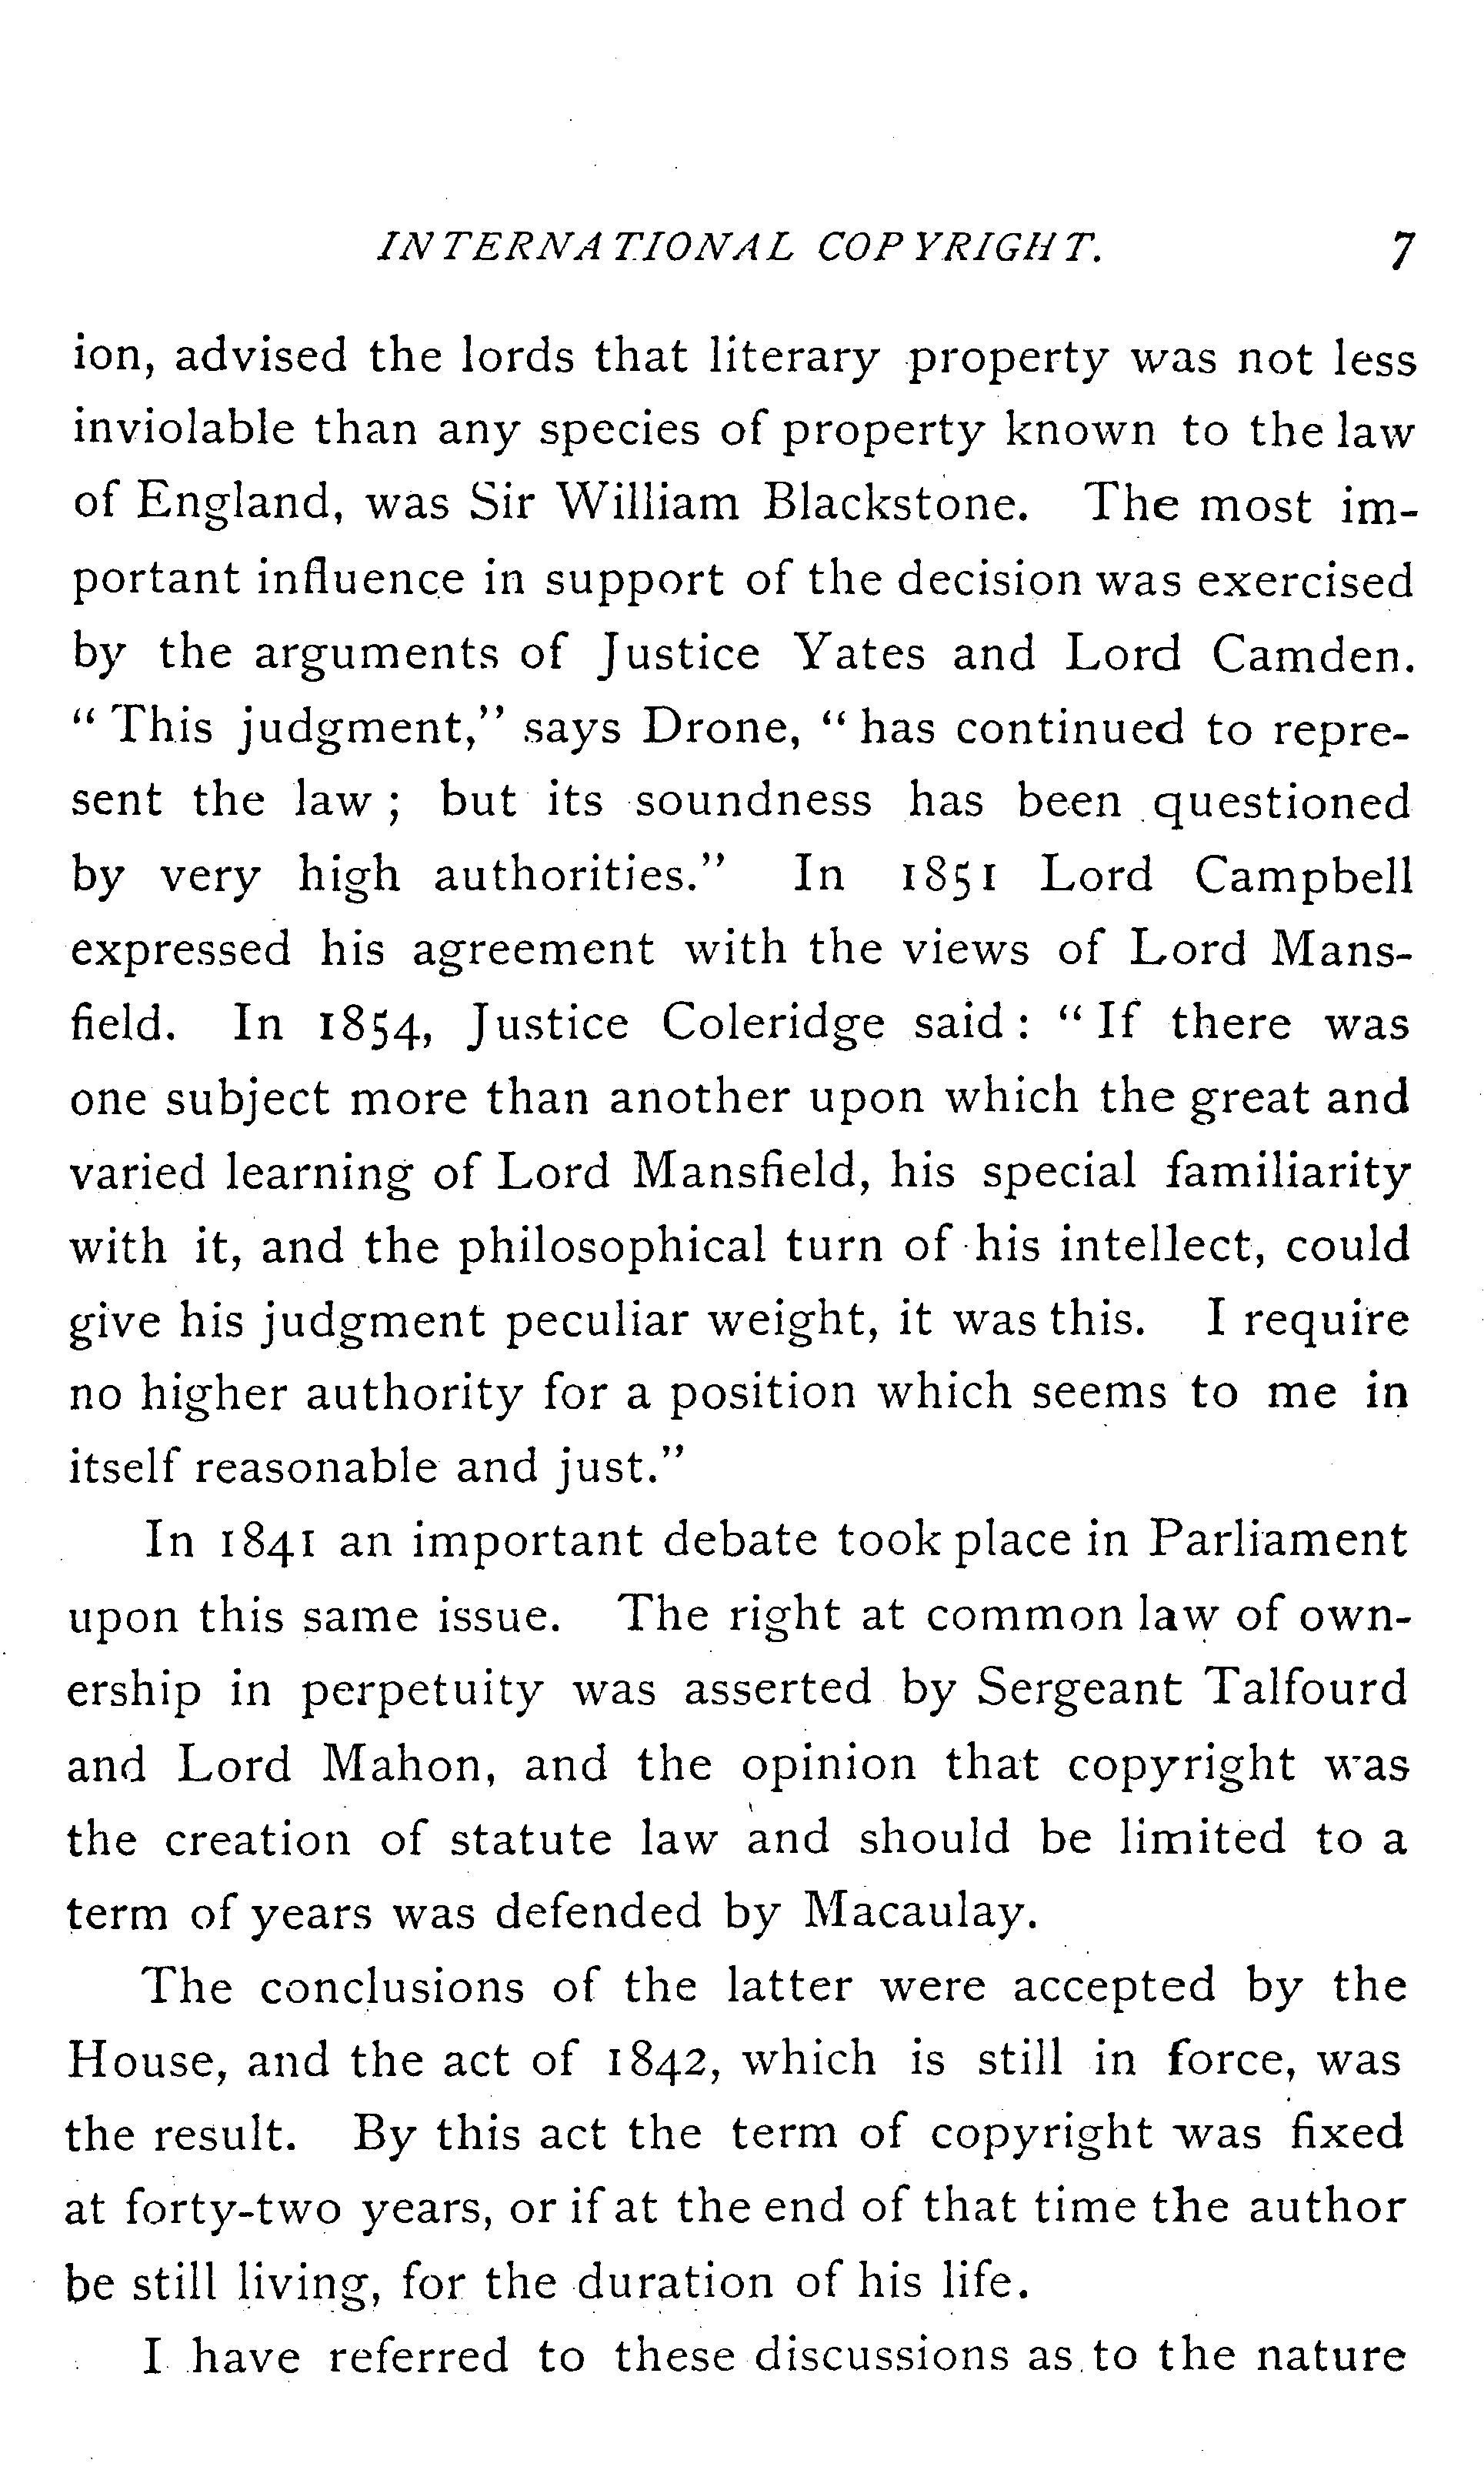 INTERNATIONAL COPYRIGHT. 7
ion, advised the lords that literary property was not less
inviolable than any species of property known to the law
of England, was Sir William Blackstone. The most im-
portant influence in support of the decision was exercised
by the arguments of Justice Yates and Lord Camden.
“ This judgment,” says Drone, “ has continued to repre-
sent the law ; but its soundness has been questioned
by very high authorities.” In 1851 Lord Campbell
expressed his agreement with the views of Lord Mans-
field. In 1854, Justice Coleridge said : “ If there was
one subject more than another upon which the great and
varied learning of Lord Mansfield, his special familiarity
with it, and the philosophical turn of his intellect, could
give his judgment peculiar weight, it was this. I require
no higher authority for a position which seems to me in
itself reasonable and just.”
In 1841 an important debate took place in Parliament
upon this same issue. The right at common law of own-
ership in perpetuity was asserted by Sergeant Talfourd
and Lord Mahon, and the opinion that copyright was
the creation of statute law and should be limited to a
term of years was defended by Macaulay.
The conclusions of the latter were accepted by the
House, and the act of 1842, which is still in force, was
the result. By this act the term of copyright was fixed
at forty-two years, or if at the end of that time the author
be still living, for the duration of his life.
I have referred to these discussions as to the nature